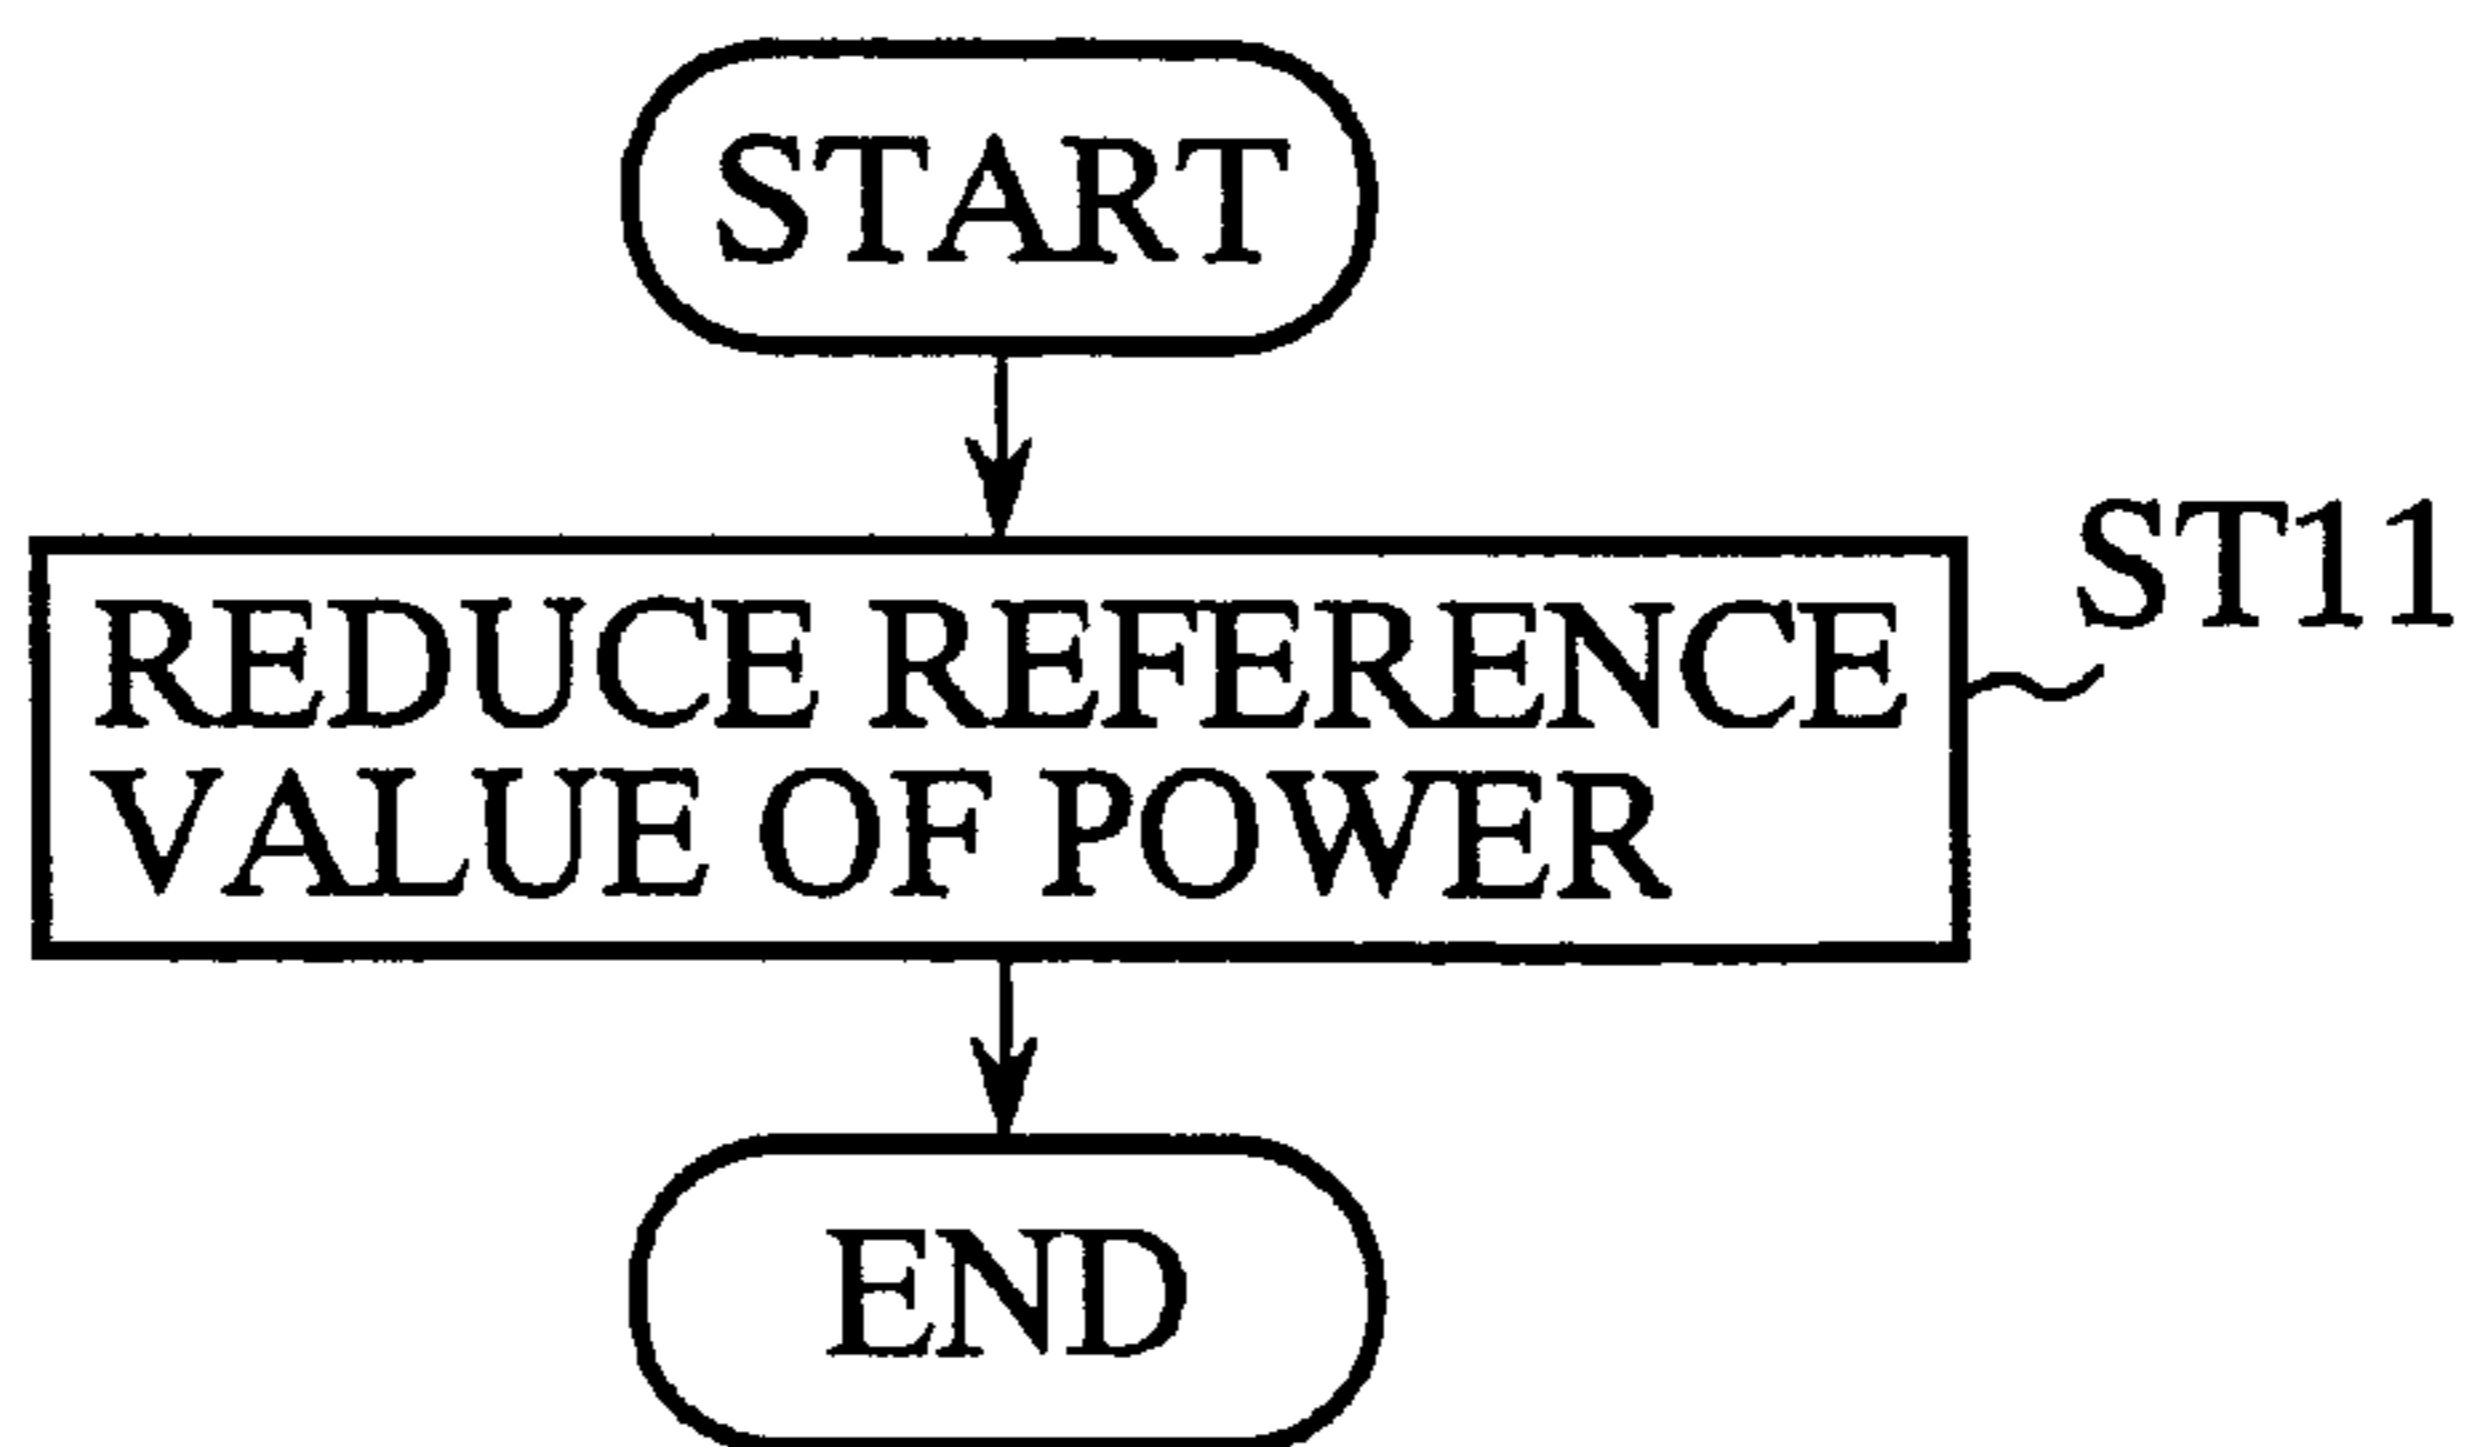 START
ST11
REDUCE REFERENCE
VALUE OF POWER
END